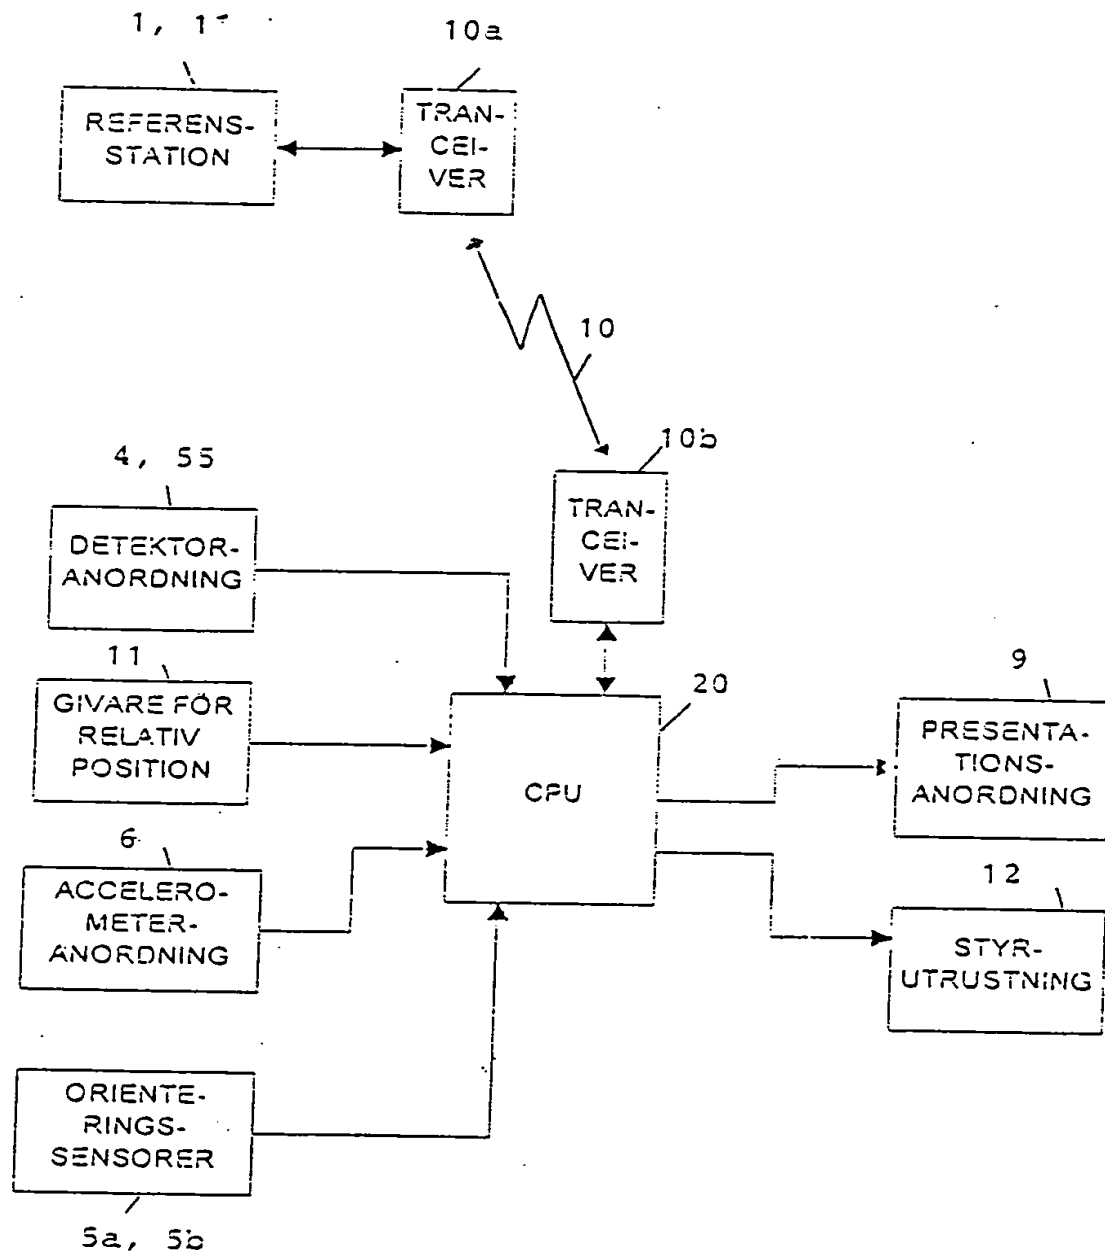 1, 1'
10a
REFERENS-
STATION
TRAN-
CEI-
VER
10
10b
4, 55
TRAN-
CEI-
VER
DETEKTOR-
ANORDNING
11
GIVARE FÖR
RELATIV
POSITION
20
9
CPU
PRESENTA-
TIONS-
ANORDNING
6
ACCELERO-
METER-
ANORDNING
12
STYR-
UTRUSTNING
ORIENTE-
RINGS-
SENSORER
5a, 5b